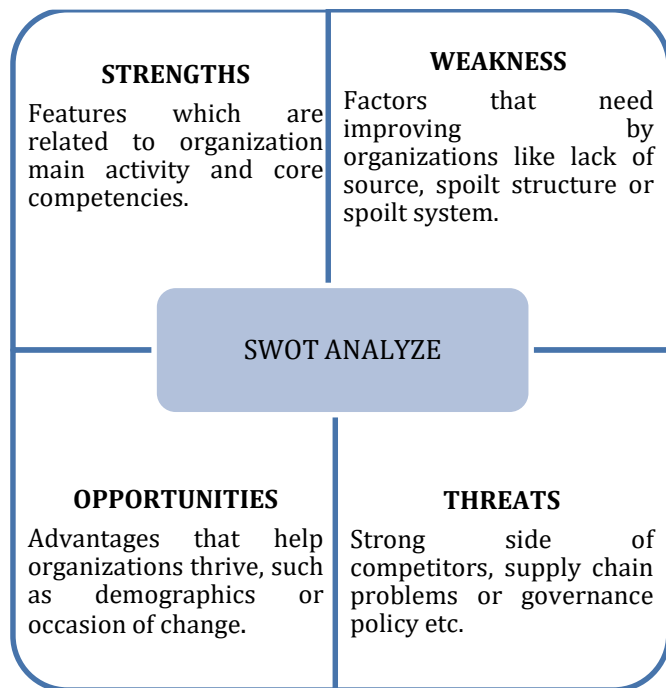 STRENGTHS
Features which are
related to organization
main activity and core
competencies.
WEAKNESS
Factors that need
improving by
organizations like lack of
source, spoilt structure or
spoilt system.
SWOT ANALYZE
OPPORTUNITIES
Advantages that help
organizations thrive, such
as demographics or
occasion of change.
THREATS
Strong side of
competitors, supply chain
problems or governance
policy etc.